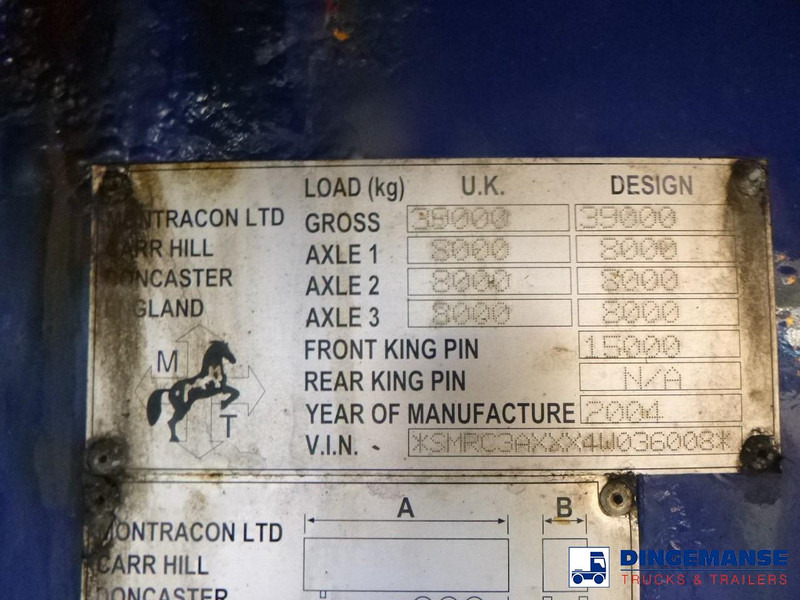 LOAD (kg) U.K. DESIGN
MONTRACON LTD
CARR HILL
DONCASTER
ENGLAND
GROSS 39000 39000
AXLE 1 8000 8000
AXLE 2 8000 8000
AXLE 3 8000 8000
FRONT KING PIN 15000
REAR KING PIN N/A
YEAR OF MANUFACTURE 2004
V.I.N. *SMRC3AXXX4W036008*
M
T
A B
MONTRACON LTD
CARR HILL
DONCASTER
DINGEMANSE
TRUCKS & TRAILERS